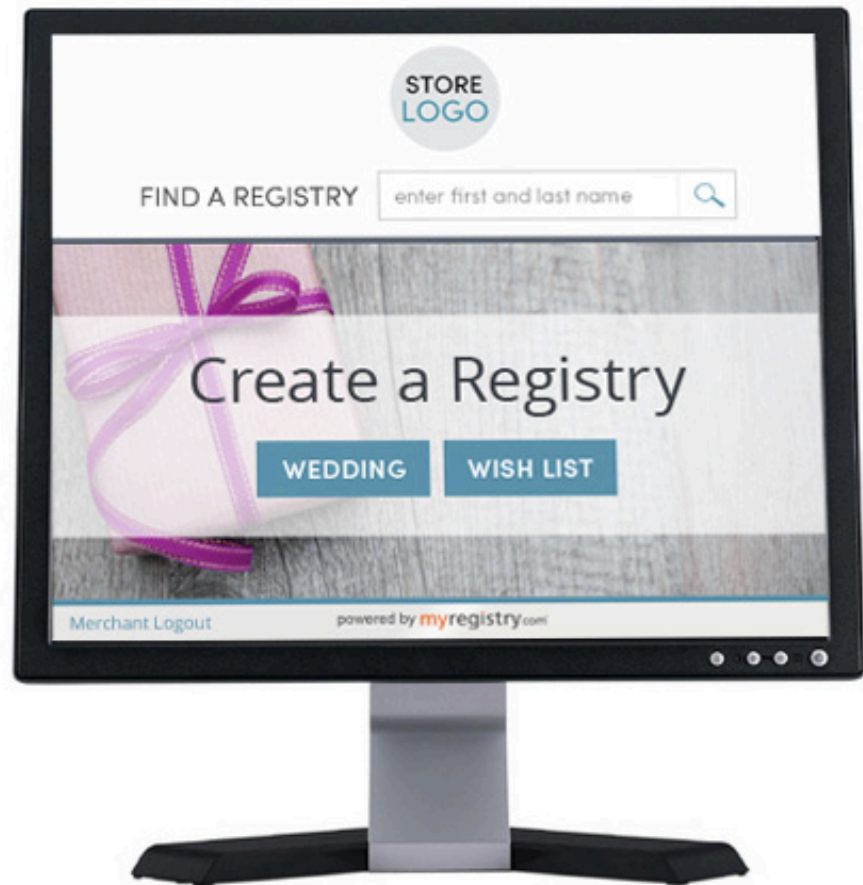 STORE
LOGO
FIND A REGISTRY enter first and last name
Create a Registry
WEDDING WISH LIST
Merchant Logout powered by myregistry.com